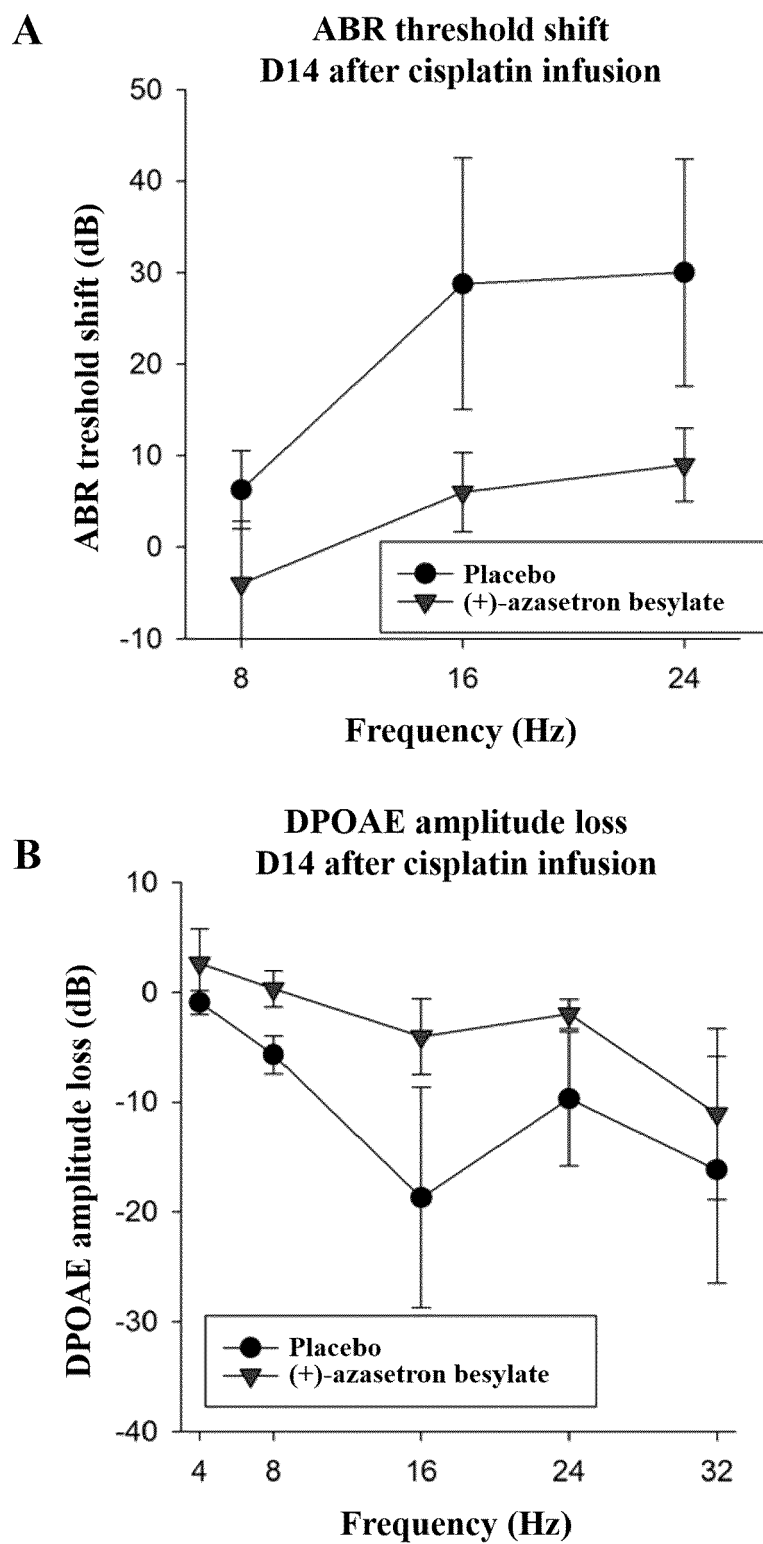 A
ABR threshold shift
D14 after cisplatin infusion
ABR treshold shift (dB)
50
40
30
20
10
0
-10
Placebo
(+)-azasetron besylate
8
16
24
Frequency (Hz)
B
DPOAE amplitude loss
D14 after cisplatin infusion
DPOAE amplitude loss (dB)
10
0
-10
-20
-30
-40
Placebo
(+)-azasetron besylate
4
8
16
24
32
Frequency (Hz)